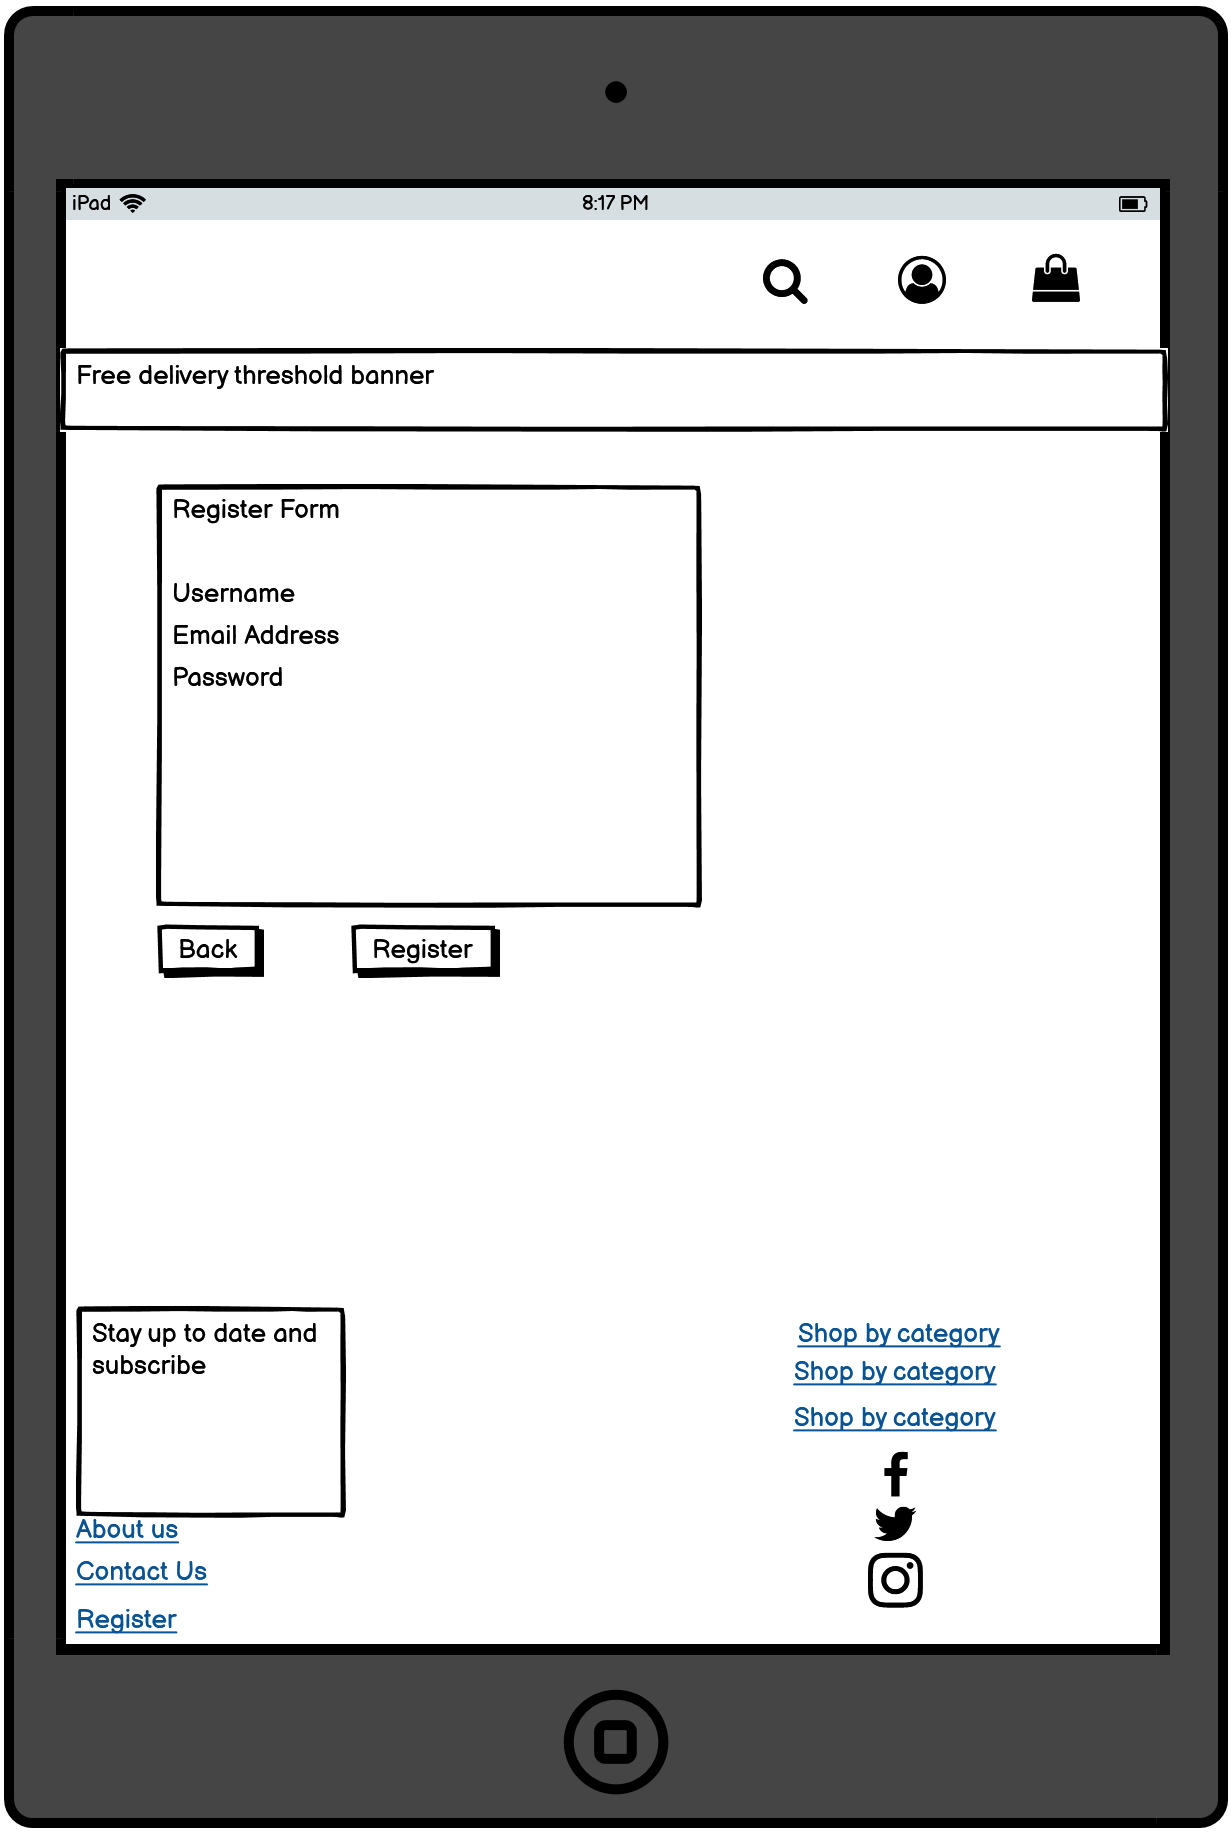 iPad
8:17 PM
Free delivery threshold banner
Register Form
Username
Email Address
Password
Back
Register
Stay up to date and
subscribe
About us
Contact Us
Register
Shop by category
Shop by category
Shop by category